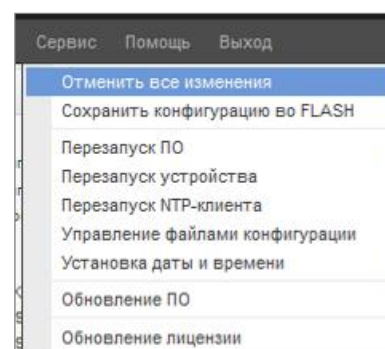 Сервис Помощь Выход
Отменить все изменения
Сохранить конфигурацию во FLASH
Перезапуск ПО
Перезапуск устройства
Перезапуск NTP-клиента
Управление файлами конфигурации
Установка даты и времени
Обновление ПО
Обновление лицензии